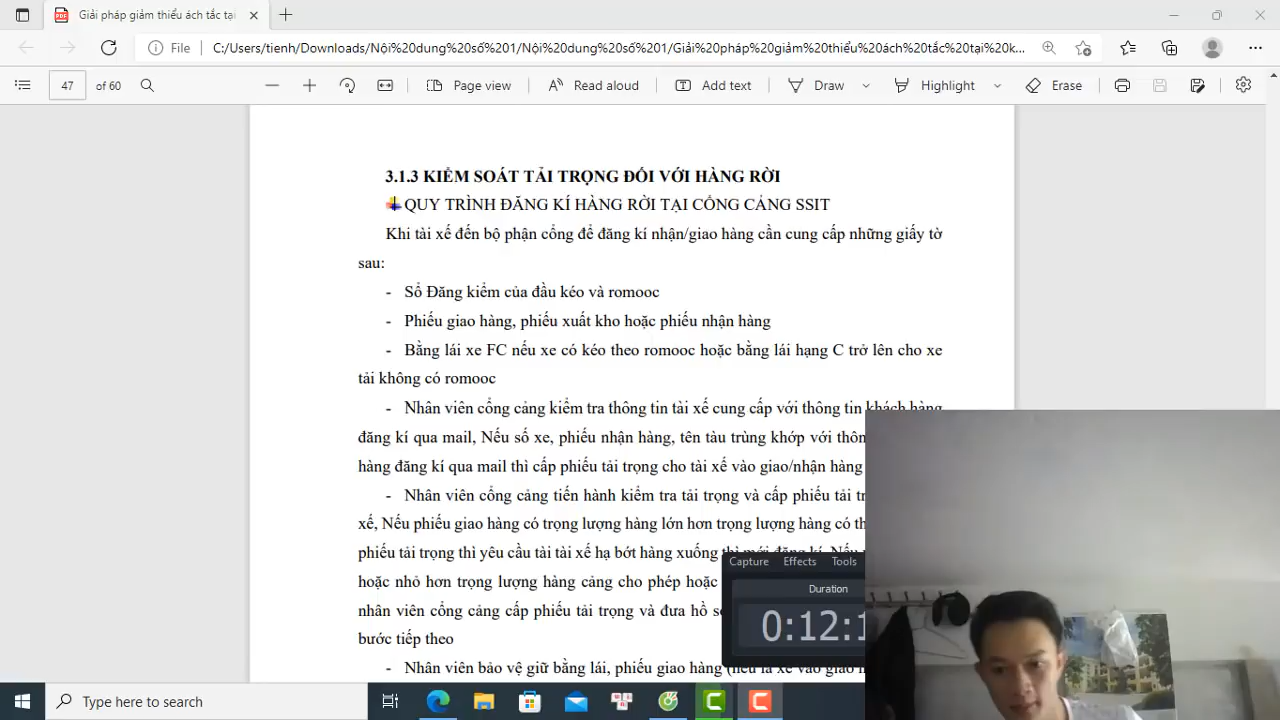 Giải pháp giảm thiểu ách tắc tại
File
C:/Users/tienh/Downloads/Nội%20dung%20số%201/Nội%20dung%20số%201/Giải%20pháp%20giảm%20thiểu%20ách%20tắc%20tại%20k...
47 of 60
Page view
Read aloud
Add text
Draw
Highlight
Erase
3.1.3 KIỂM SOÁT TẢI TRỌNG ĐỐI VỚI HÀNG RỜI
QUY TRÌNH ĐĂNG KÍ HÀNG RỜI TẠI CỔNG CẢNG SSIT
Khi tài xế đến bộ phận cổng để đăng kí nhận/giao hàng cần cung cấp những giấy tờ
sau:
- Sổ Đăng kiểm của đầu kéo và romooc
- Phiếu giao hàng, phiếu xuất kho hoặc phiếu nhận hàng
- Bằng lái xe FC nếu xe có kéo theo romooc hoặc bằng lái hạng C trở lên cho xe
tải không có romooc
- Nhân viên cổng cảng kiểm tra thông tin tài xế cung cấp với thông tin khách hàng
đăng kí qua mail, Nếu số xe, phiếu nhận hàng, tên tàu trùng khớp với
hàng đăng kí qua mail thì cấp phiếu tải trọng cho tài xế vào giao/nhận hàng
- Nhân viên cổng cảng tiến hành kiểm tra tải trọng và cấp phiếu tải
xế, Nếu phiếu giao hàng có trọng lượng hàng lớn hơn trọng lượng hàng có
phiếu tải trọng thì yêu cầu tài tài xế hạ bớt hàng xuống thì mới đăng kí. Nếu
hoặc nhỏ hơn trọng lượng hàng cảng cho phép hoặc
nhân viên cổng cảng cấp phiếu tải trọng và đưa hồ
bước tiếp theo
- Nhân viên bảo vệ giữ bằng lái, phiếu giao hàng (nếu là xe vào giao
Capture Effects Tools
Duration
0:12:1
Type here to search